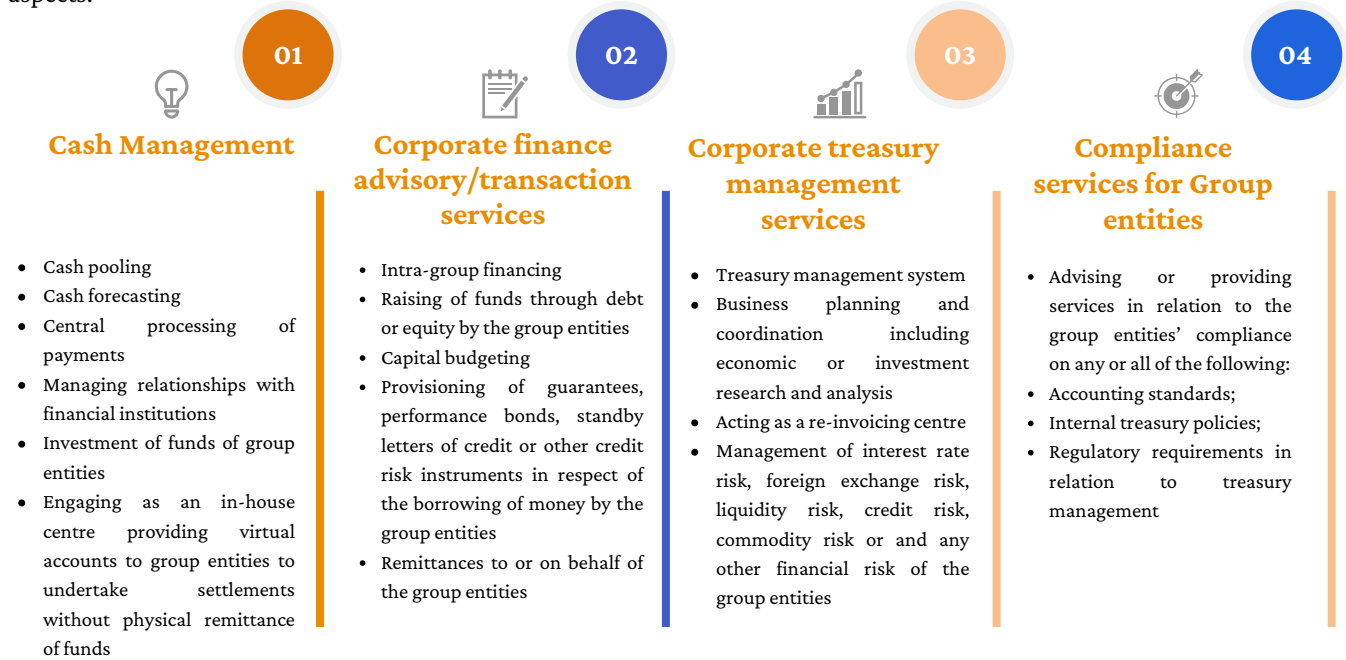 aspects.
01
Cash Management
Cash pooling
Cash forecasting
Central processing of
payments
Managing relationships with
financial institutions
Investment of funds of group
entities
Engaging as an in-house
centre providing virtual
accounts to group entities to
undertake settlements
without physical remittance
of funds
02
Corporate finance
advisory/transaction
services
Intra-group financing
Raising of funds through debt
or equity by the group entities
Capital budgeting
Provisioning of guarantees,
performance bonds, standby
letters of credit or other credit
risk instruments in respect of
the borrowing of money by the
group entities
Remittances to or on behalf of
the group entities
03
Corporate treasury
management
services
Treasury management system
Business planning and
coordination including
economic or investment
research and analysis
Acting as a re-invoicing centre
Management of interest rate
risk, foreign exchange risk,
liquidity risk, credit risk,
commodity risk or and any
other financial risk of the
group entities
04
Compliance
services for Group
entities
Advising or providing
services in relation to the
group entities’ compliance
on any or all of the following:
Accounting standards;
Internal treasury policies;
Regulatory requirements in
relation to treasury
management